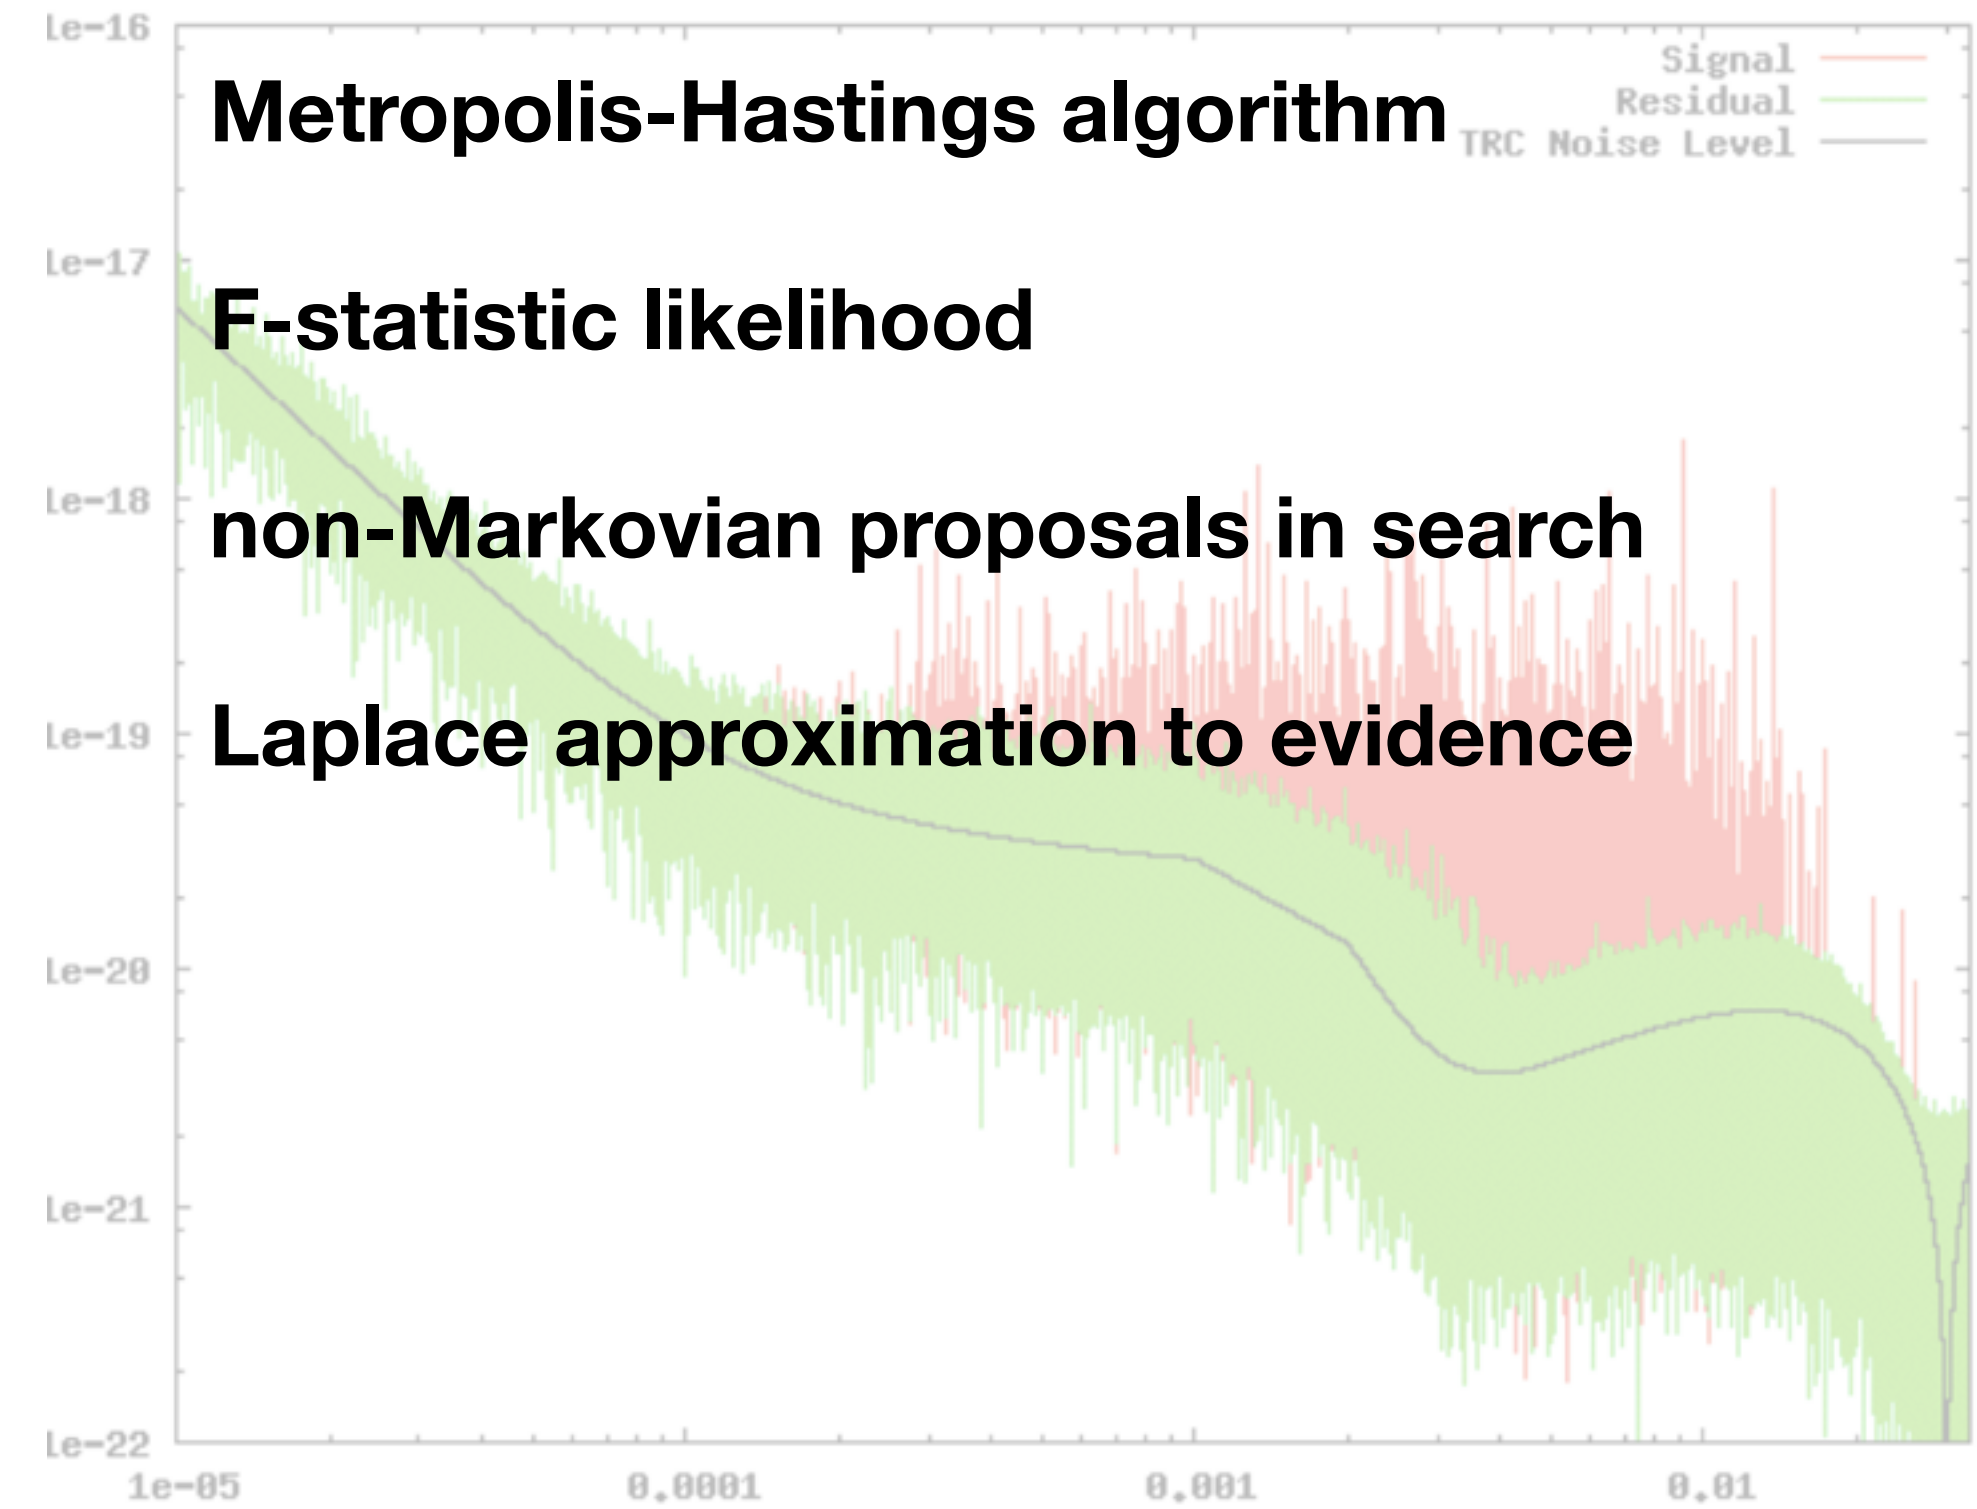 1e-16
Signal
Metropolis-Hastings algorithm
Residual
TRC Noise Level
1e-17
F-statistic likelihood
1e-18
non-Markovian proposals in search
1e-19
Laplace approximation to evidence
1e-20
1e-21
1e-22
1e-05 0.0001 0.001 0.01